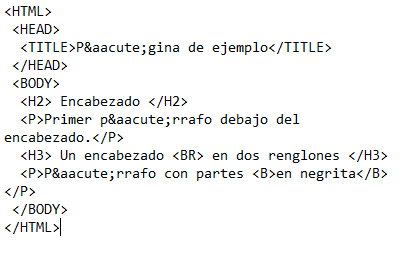 <HTML>
<HEAD>
<TITLE>P&aacute;gina de ejemplo</TITLE>
</HEAD>
<BODY>
<H2> Encabezado </H2>
<P>Primer p&aacute;rrafo debajo del
encabezado.</P>
<H3> Un encabezado <BR> en dos renglones </H3>
<P>P&aacute;rrafo con partes <B>en negrita</B>
</P>
</BODY>
</HTML>